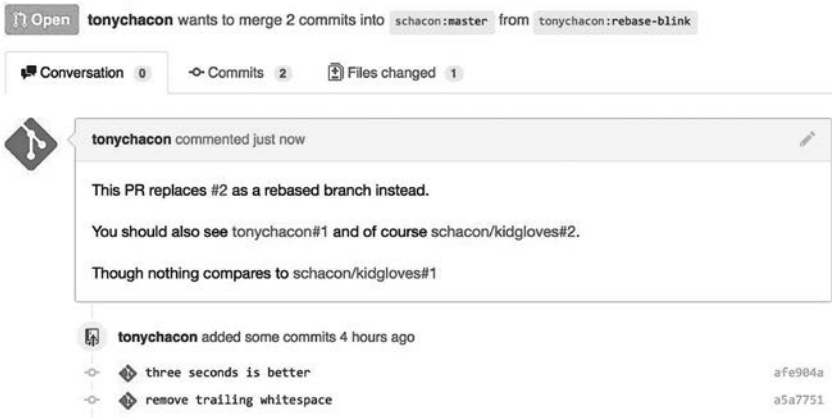 Open tonychacon wants to merge 2 commits into schacon:master from tonychacon:rebase-blink
Conversation 0 Commits 2 Files changed 1
tonychacon commented just now
This PR replaces #2 as a rebased branch instead.
You should also see tonychacon#1 and of course schacon/kidgloves#2.
Though nothing compares to schacon/kidgloves#1
tonychacon added some commits 4 hours ago
three seconds is better afe904a
remove trailing whitespace a5a7751